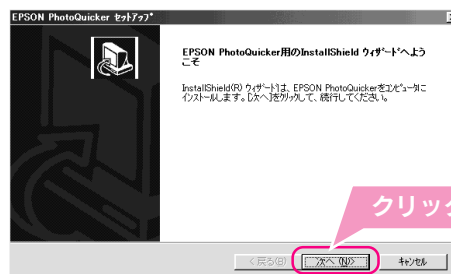 EPSON PhotoQuicker ｾｯﾄｱｯﾌﾟ
EPSON PhotoQuicker用のInstallShield ｳｨｻﾞｰﾄﾞへよう
こそ
InstallShield(R) ｳｨｻﾞｰﾄﾞは、EPSON PhotoQuickerをｺﾝﾋﾟｭｰﾀに
ｲﾝｽﾄｰﾙします。[次へ]をｸﾘｯｸして、続行してください。
クリック
< 戻る(B)
次へ(N)>
ｷｬﾝｾﾙ